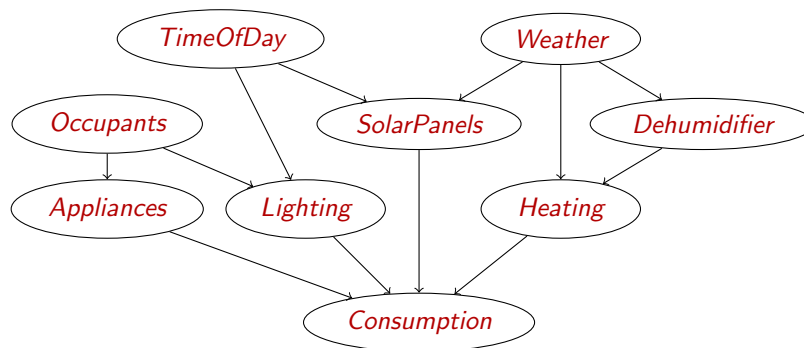 TimeOfDay
Weather
Occupants
SolarPanels
Dehumidifier
Appliances
Lighting
Heating
Consumption